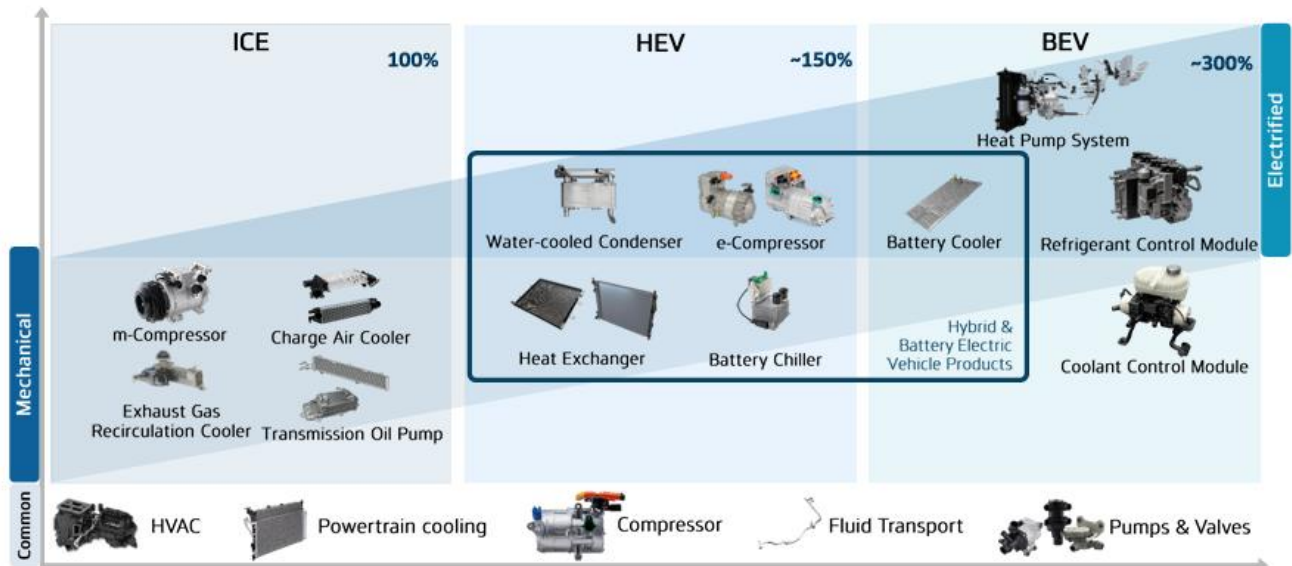 ICE
100%
HEV
~150%
BEV
~300%
Electrified
Heat Pump System
Water-cooled Condenser
e-Compressor
Battery Cooler
Refrigerant Control Module
Mechanical
m-Compressor
Charge Air Cooler
Heat Exchanger
Battery Chiller
Hybrid &
Battery Electric
Vehicle Products
Coolant Control Module
Exhaust Gas
Recirculation Cooler
Transmission Oil Pump
Common
HVAC
Powertrain cooling
Compressor
Fluid Transport
Pumps & Valves